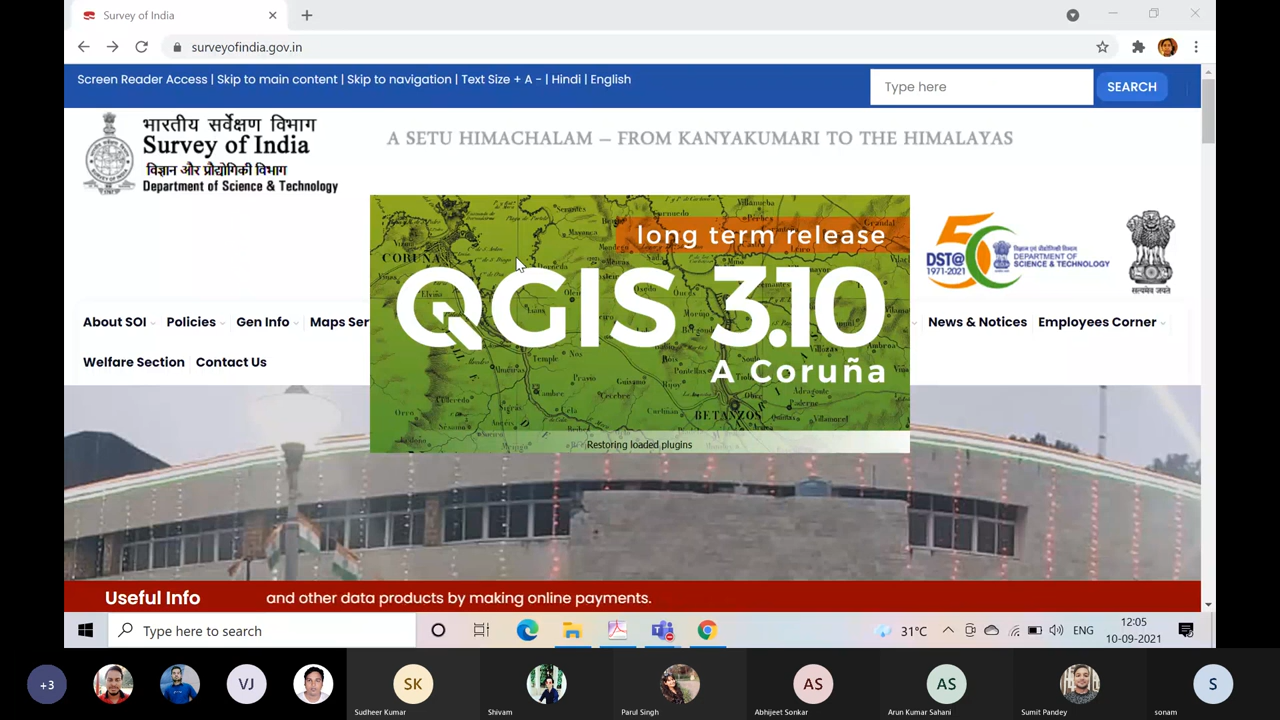 Survey of India
surveyofindia.gov.in
Screen Reader Access | Skip to main content | Skip to navigation | Text Size + A - | Hindi | English
Type here
SEARCH
भारतीय सर्वेक्षण विभाग
Survey of India
विज्ञान और प्रौद्योगिकी विभाग
Department of Science & Technology
A SETU HIMACHALAM – FROM KANYAKUMARI TO THE HIMALAYAS
long term release
QGIS 3.10
A Coruña
CORUÑA
BETANZOS
Restoring loaded plugins
50
DST@
1971-2021
DEPARTMENT OF
SCIENCE & TECHNOLOGY
सत्यमेव जयते
About SOI
Policies
Gen Info
Maps Ser
News & Notices
Employees Corner
Welfare Section
Contact Us
Useful Info
and other data products by making online payments.
Type here to search
31°C
ENG
12:05
10-09-2021
+3
VJ
SK
Sudheer Kumar
Shivam
Parul Singh
AS
Abhijeet Sonkar
AS
Arun Kumar Sahani
Sumit Pandey
S
sonam